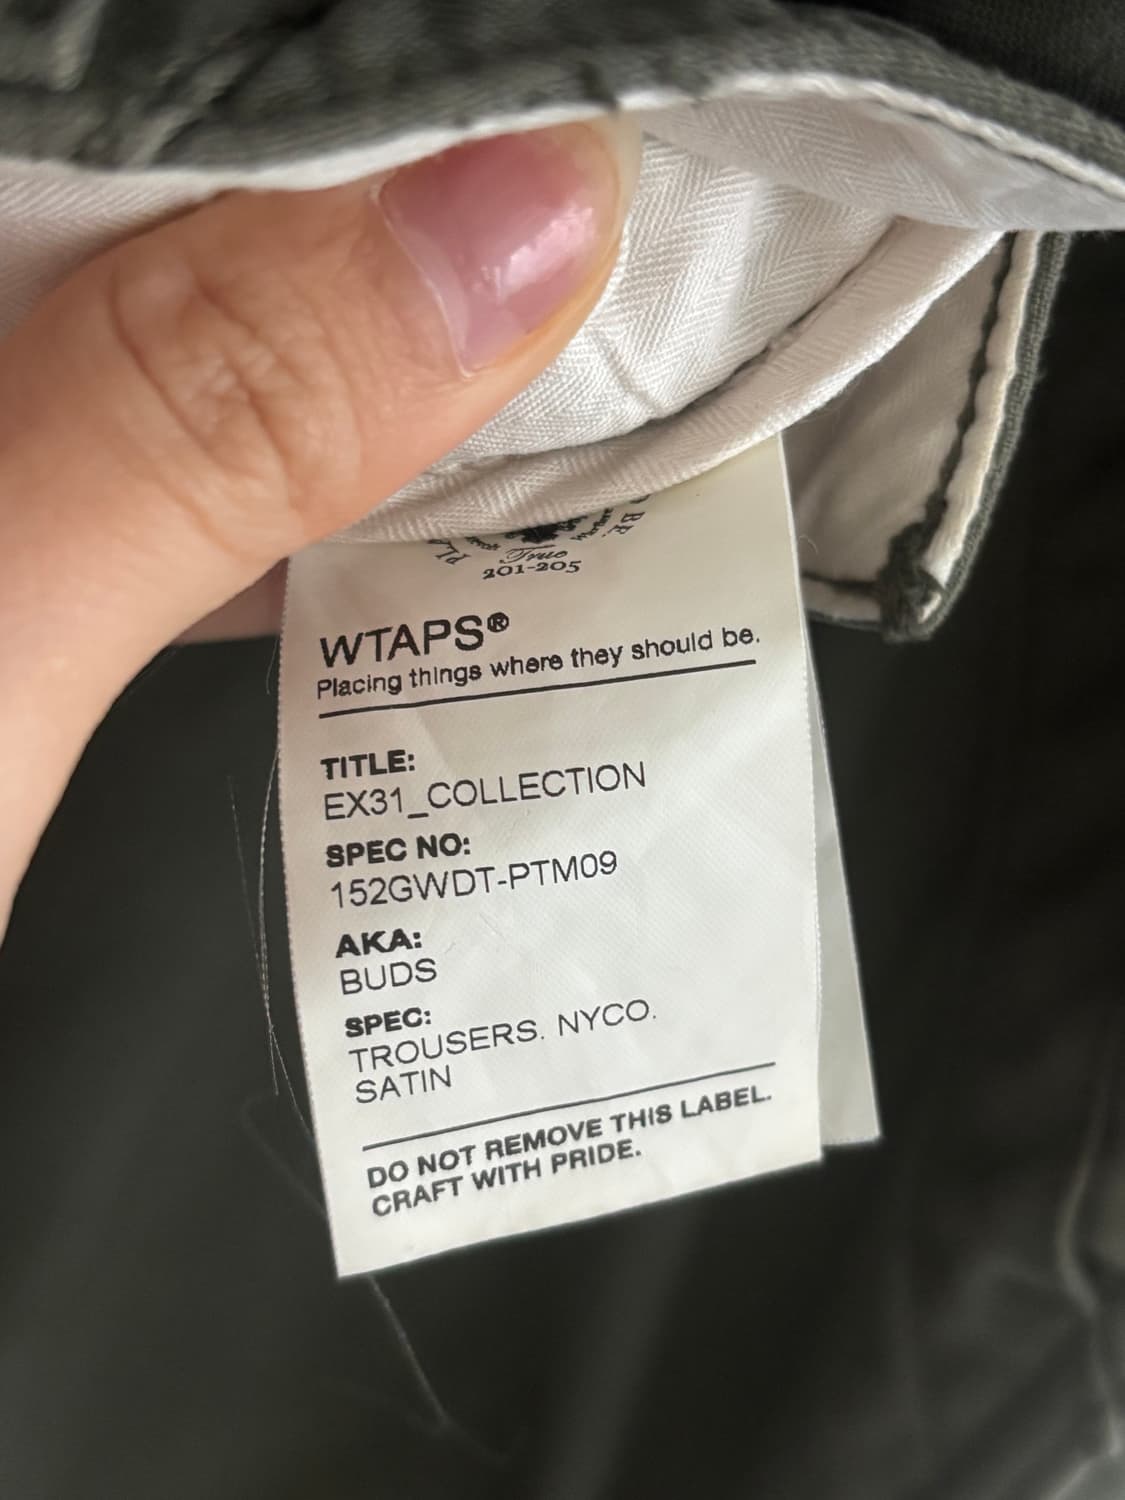 True
201-205
WTAPS®
Placing things where they should be.
TITLE:
EX31_COLLECTION
SPEC NO:
152GWDT-PTM09
AKA:
BUDS
SPEC:
TROUSERS. NYCO.
SATIN
DO NOT REMOVE THIS LABEL.
CRAFT WITH PRIDE.